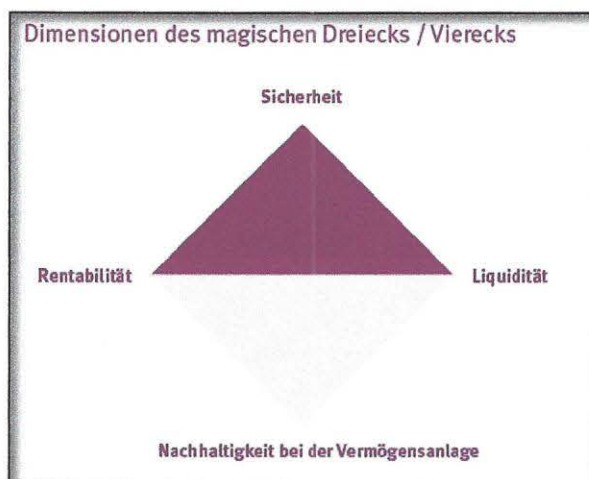 Dimensionen des magischen Dreiecks / Vierecks
Sicherheit
Rentabilität
Liquidität
Nachhaltigkeit bei der Vermögensanlage